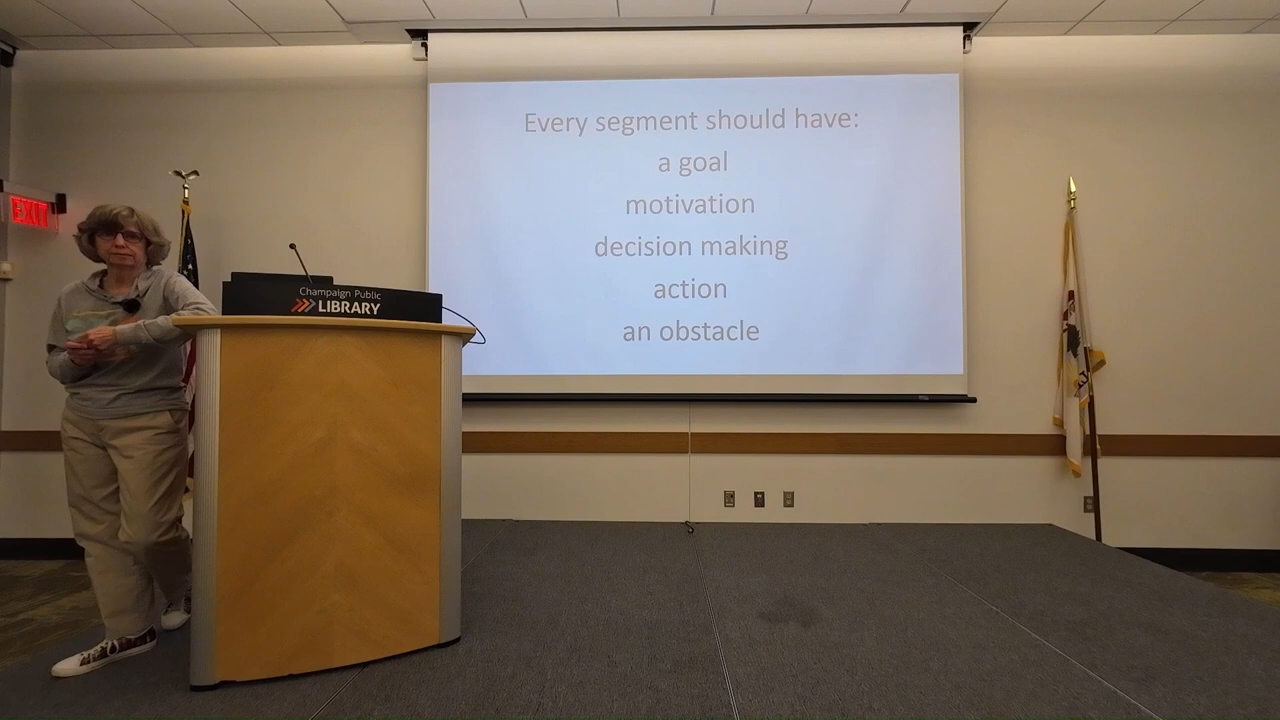 Every segment should have:
a goal
motivation
decision making
action
an obstacle
EXIT
Champaign Public
LIBRARY